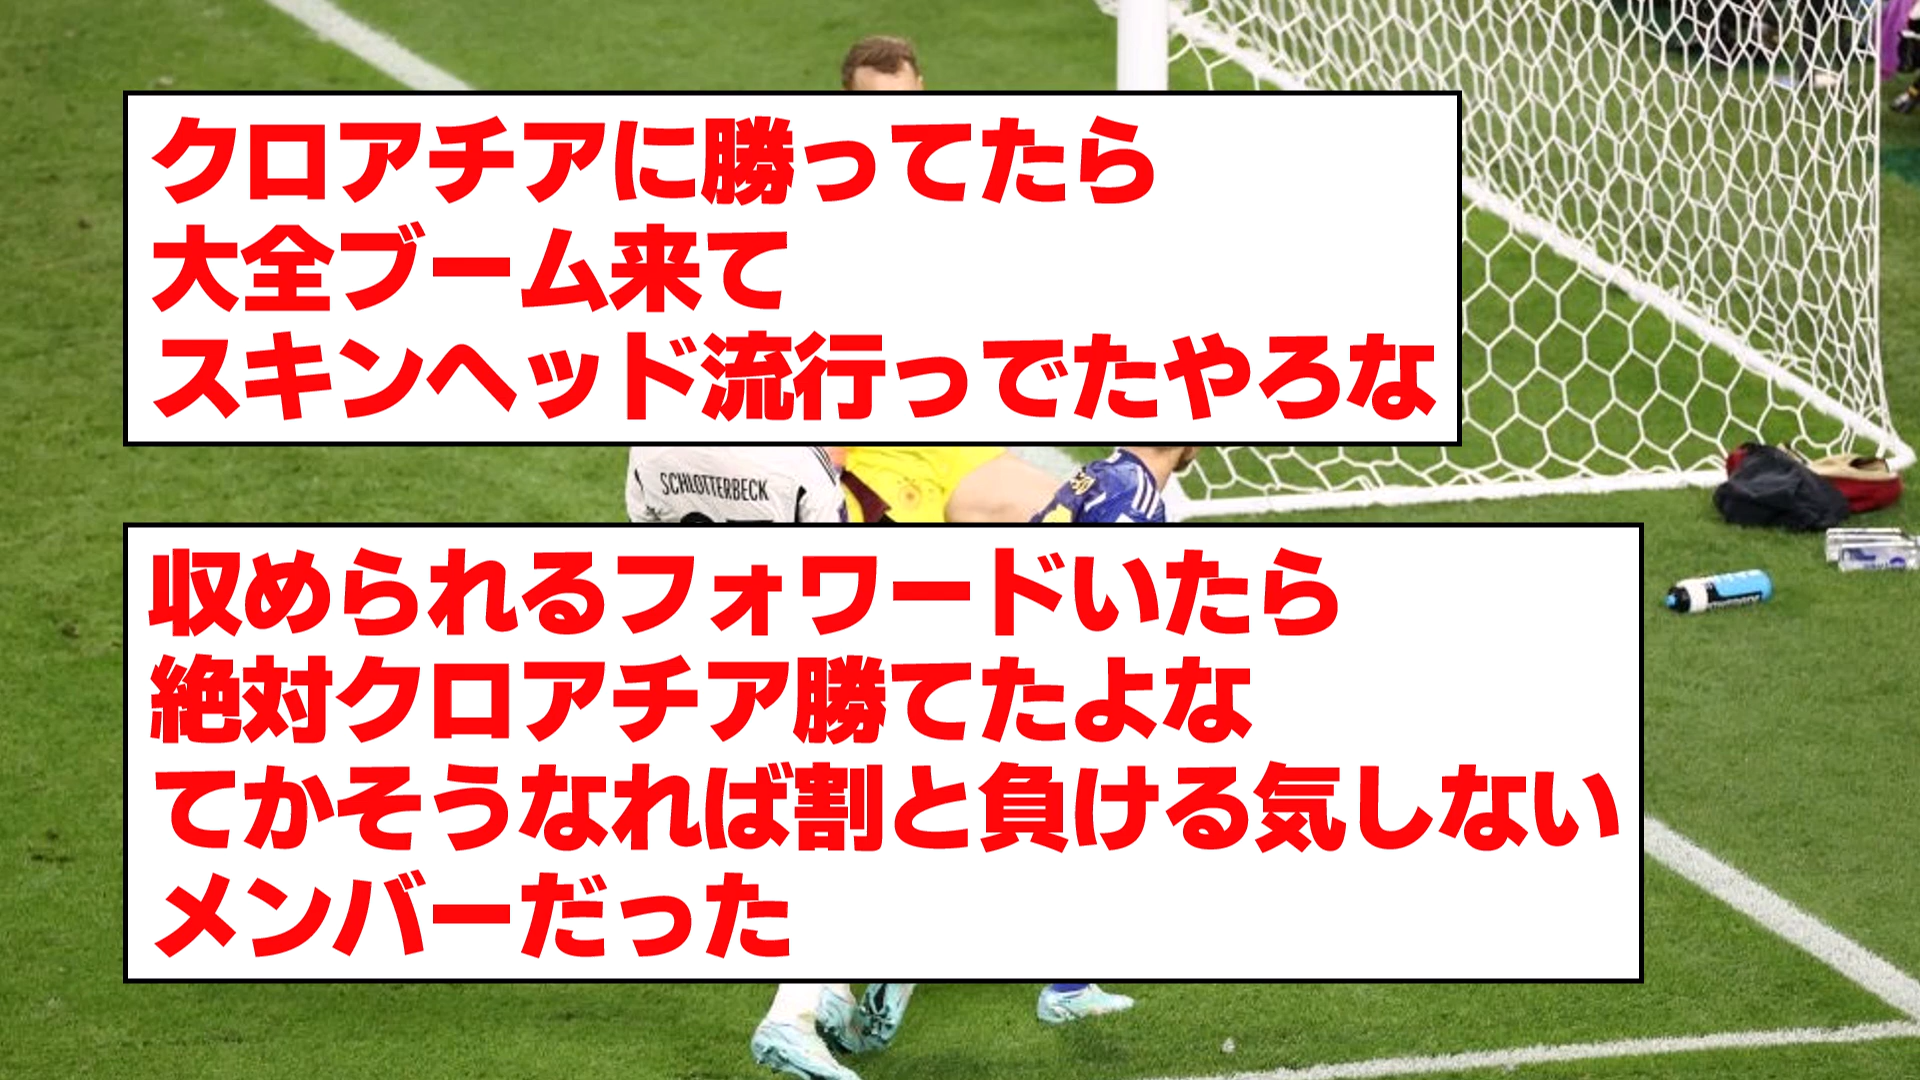 クロアチアに勝ってたら
大全ブーム来て
スキンヘッド流行っでたやろな
SCHLOTTERBECK
収められるフォワードいたら
絶対クロアチア勝てたよな
てかそうなれば割と負ける気しない
メンバーだった